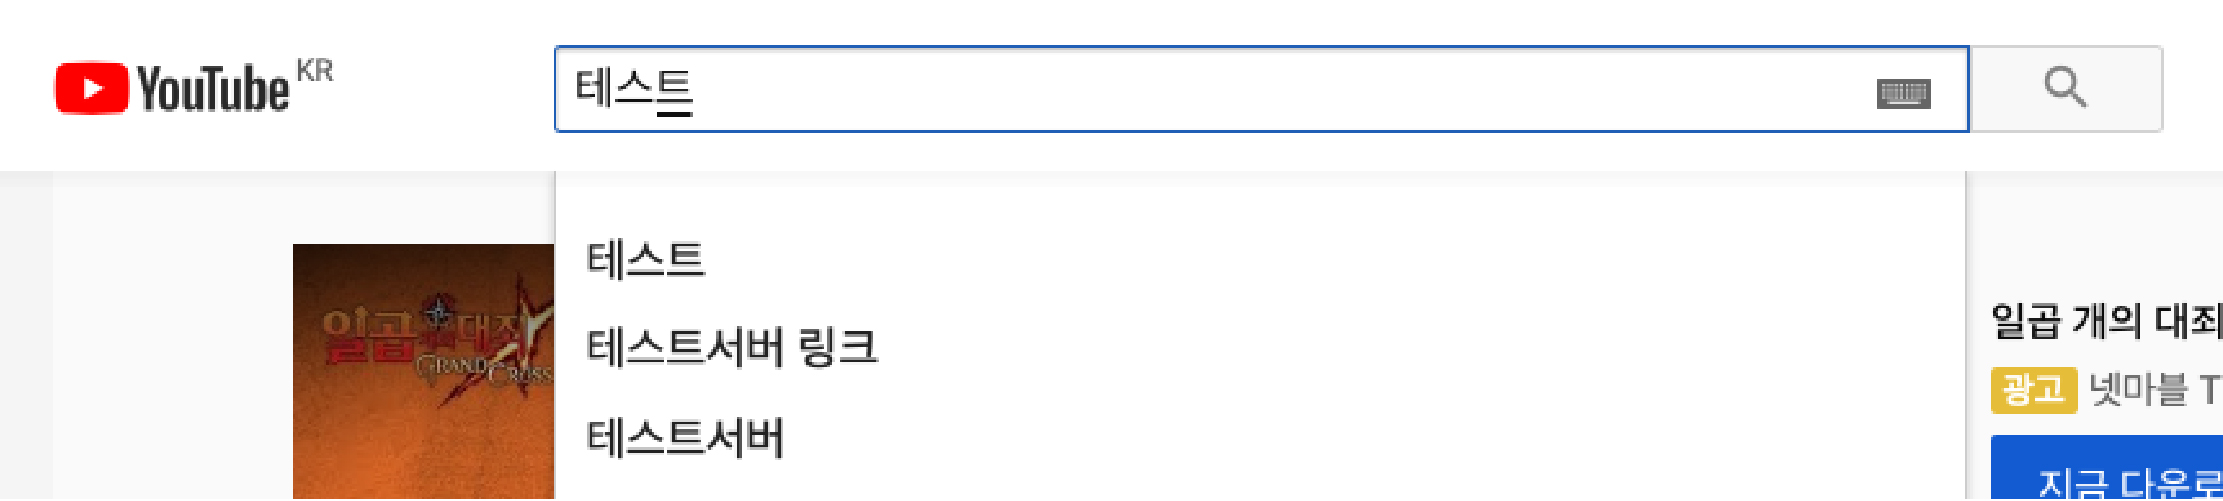 YouTube KR
테스트
테스트
테스트서버 링크
테스트서버
일곱 대죄
GRAND CROSS
일곱 개의 대죄
광고 넷마블 T
지금 다운로